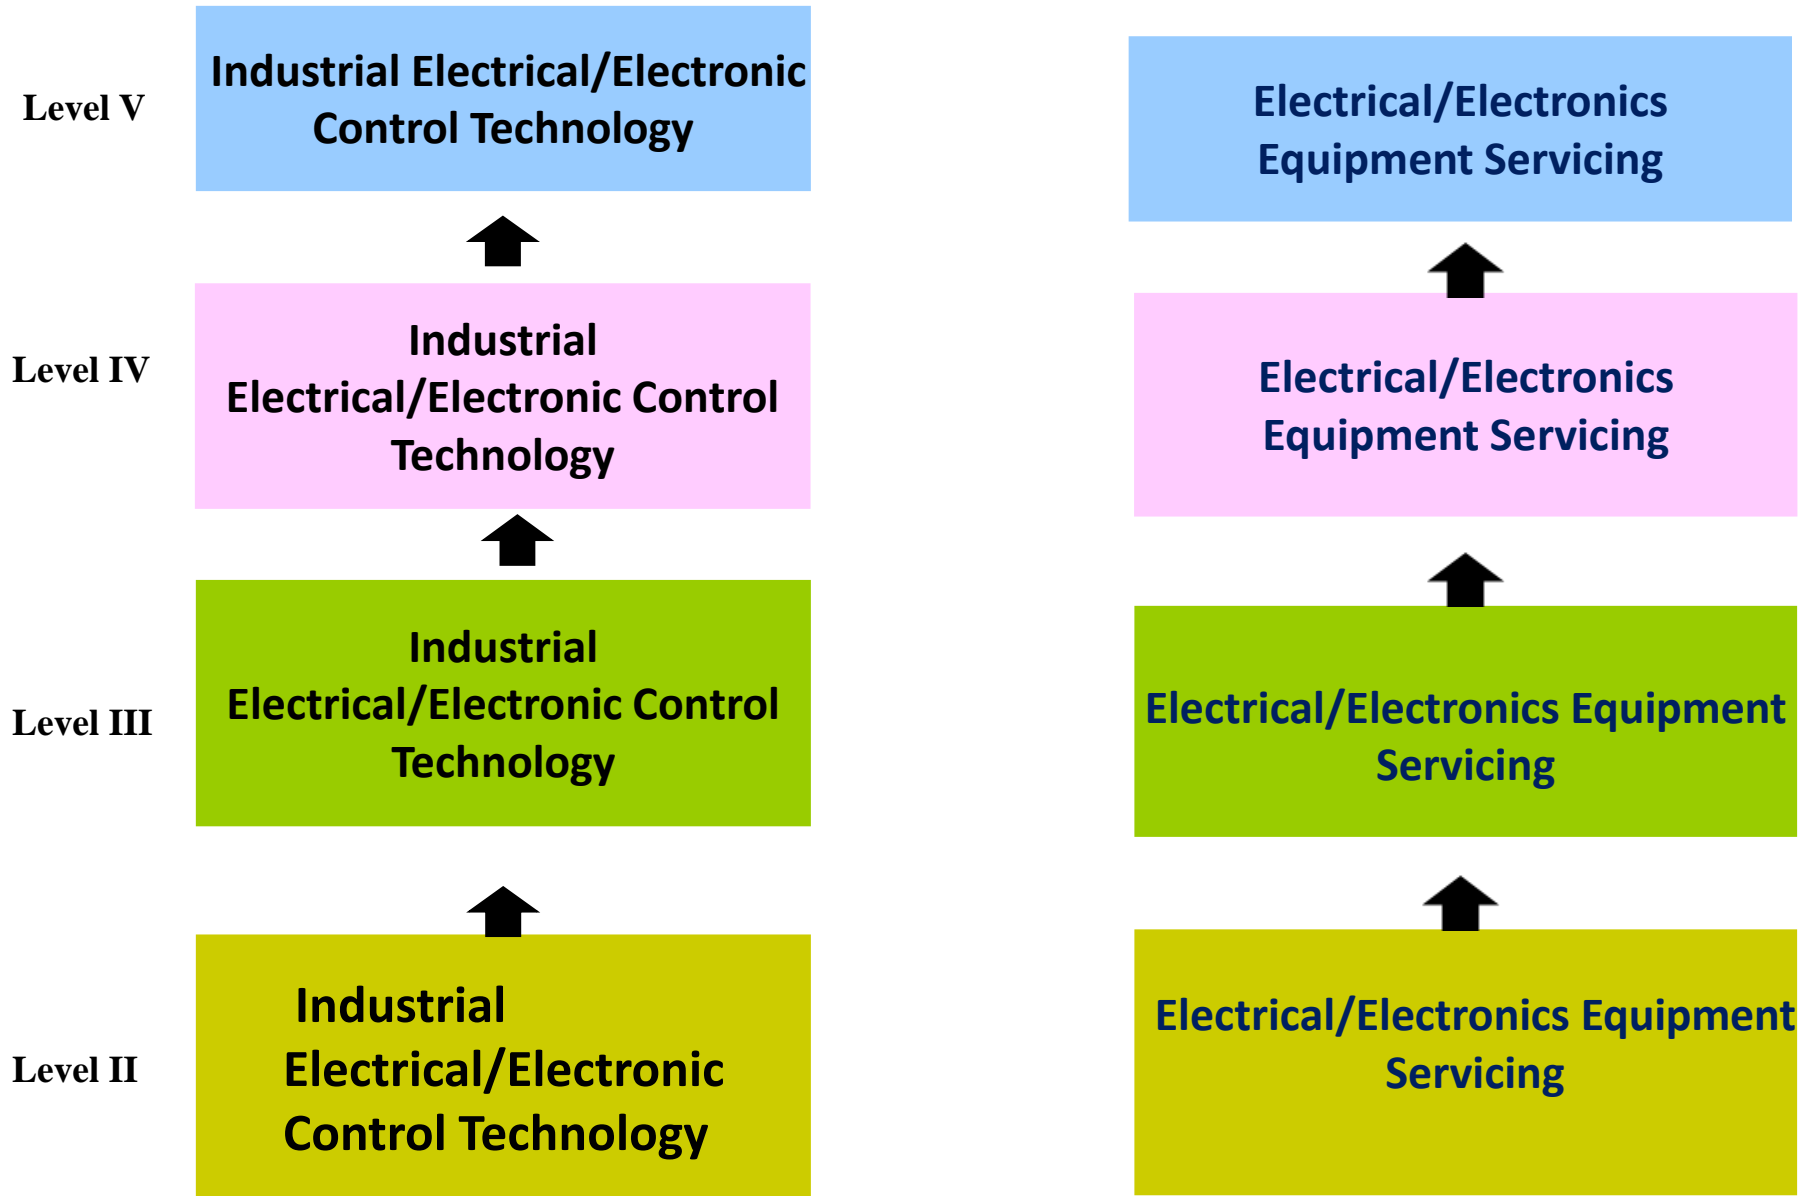 Level V
Industrial Electrical/Electronic
Control Technology
Electrical/Electronics
Equipment Servicing
Level IV
Industrial
Electrical/Electronic Control
Technology
Electrical/Electronics
Equipment Servicing
Level III
Industrial
Electrical/Electronic Control
Technology
Electrical/Electronics Equipment
Servicing
Level II
Industrial
Electrical/Electronic
Control Technology
Electrical/Electronics Equipment
Servicing